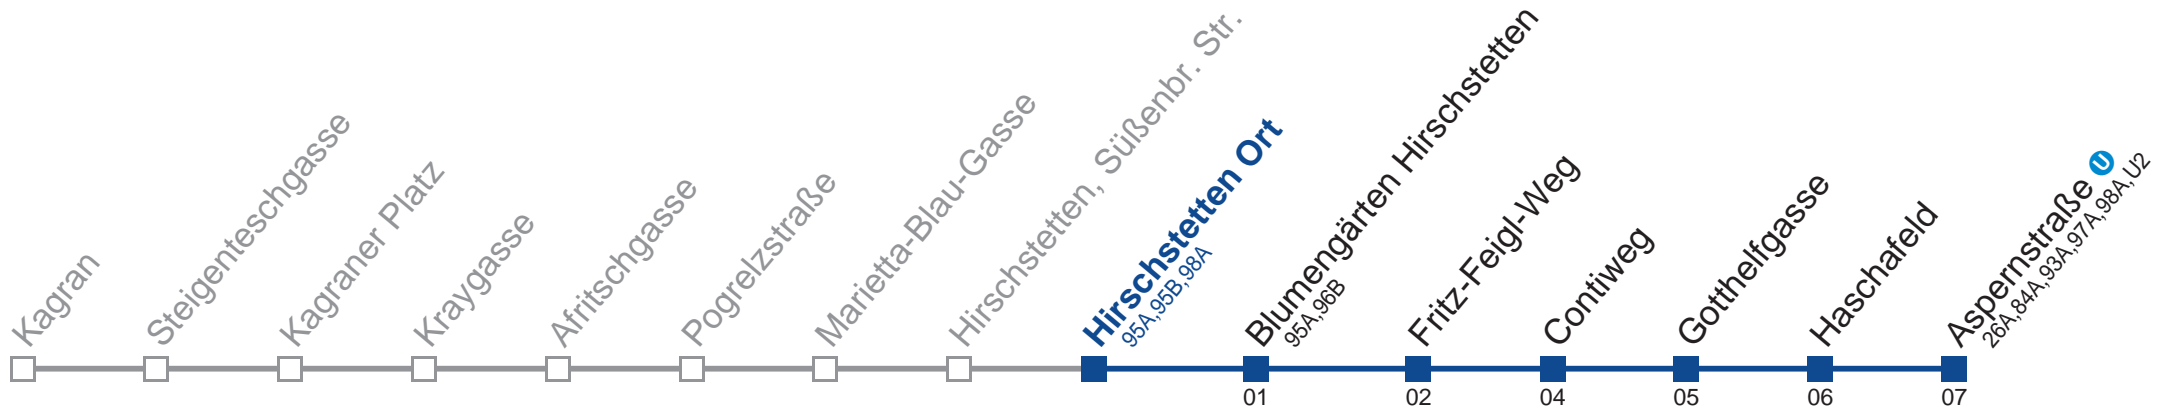 Kagran
Steigenteschgasse
Kagraner Platz
Kraygasse
Afritschgasse
Pogrelzstraße
Marietta-Blau-Gasse
Hirschstetten, Süßenbr. Str.
Hirschstetten Ort
95A,95B,98A
Blumengärten Hirschstetten
95A,96B
Fritz-Feigl-Weg
Contiweg
Gotthelfgasse
Haschafeld
Aspernstraße U
26A,84A,93A,97A,98A,U2
01 02 04 05 06 07